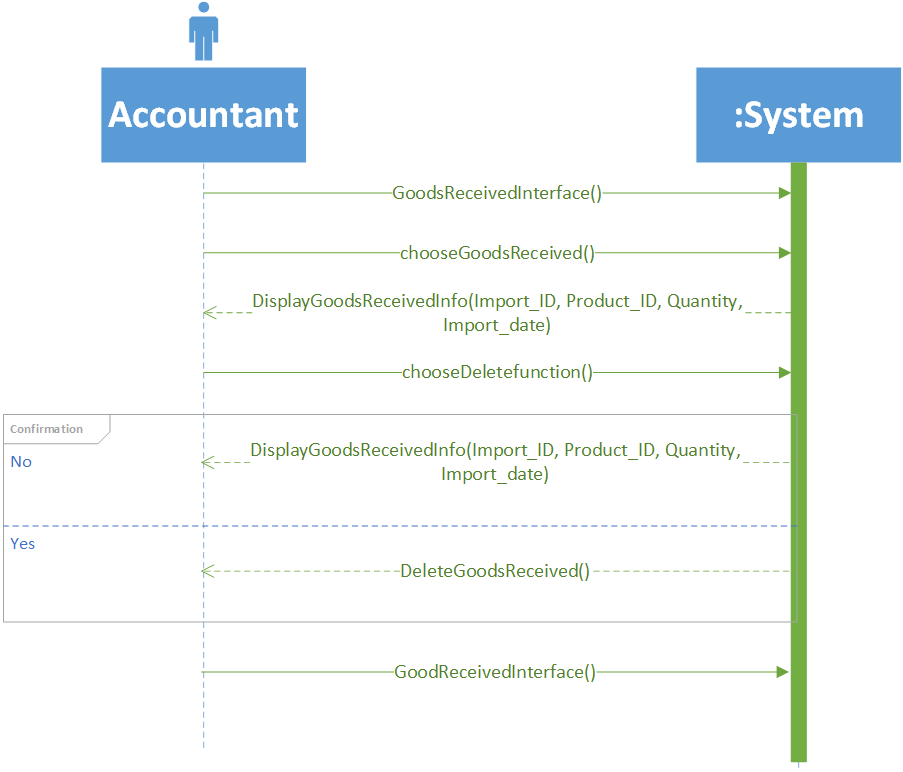 Accountant
:System
GoodsReceivedInterface()
chooseGoodsReceived()
DisplayGoodsReceivedInfo(Import_ID, Product_ID, Quantity,
Import_date)
chooseDeletefunction()
Confirmation
No
DisplayGoodsReceivedInfo(Import_ID, Product_ID, Quantity,
Import_date)
Yes
DeleteGoodsReceived()
GoodReceivedInterface()